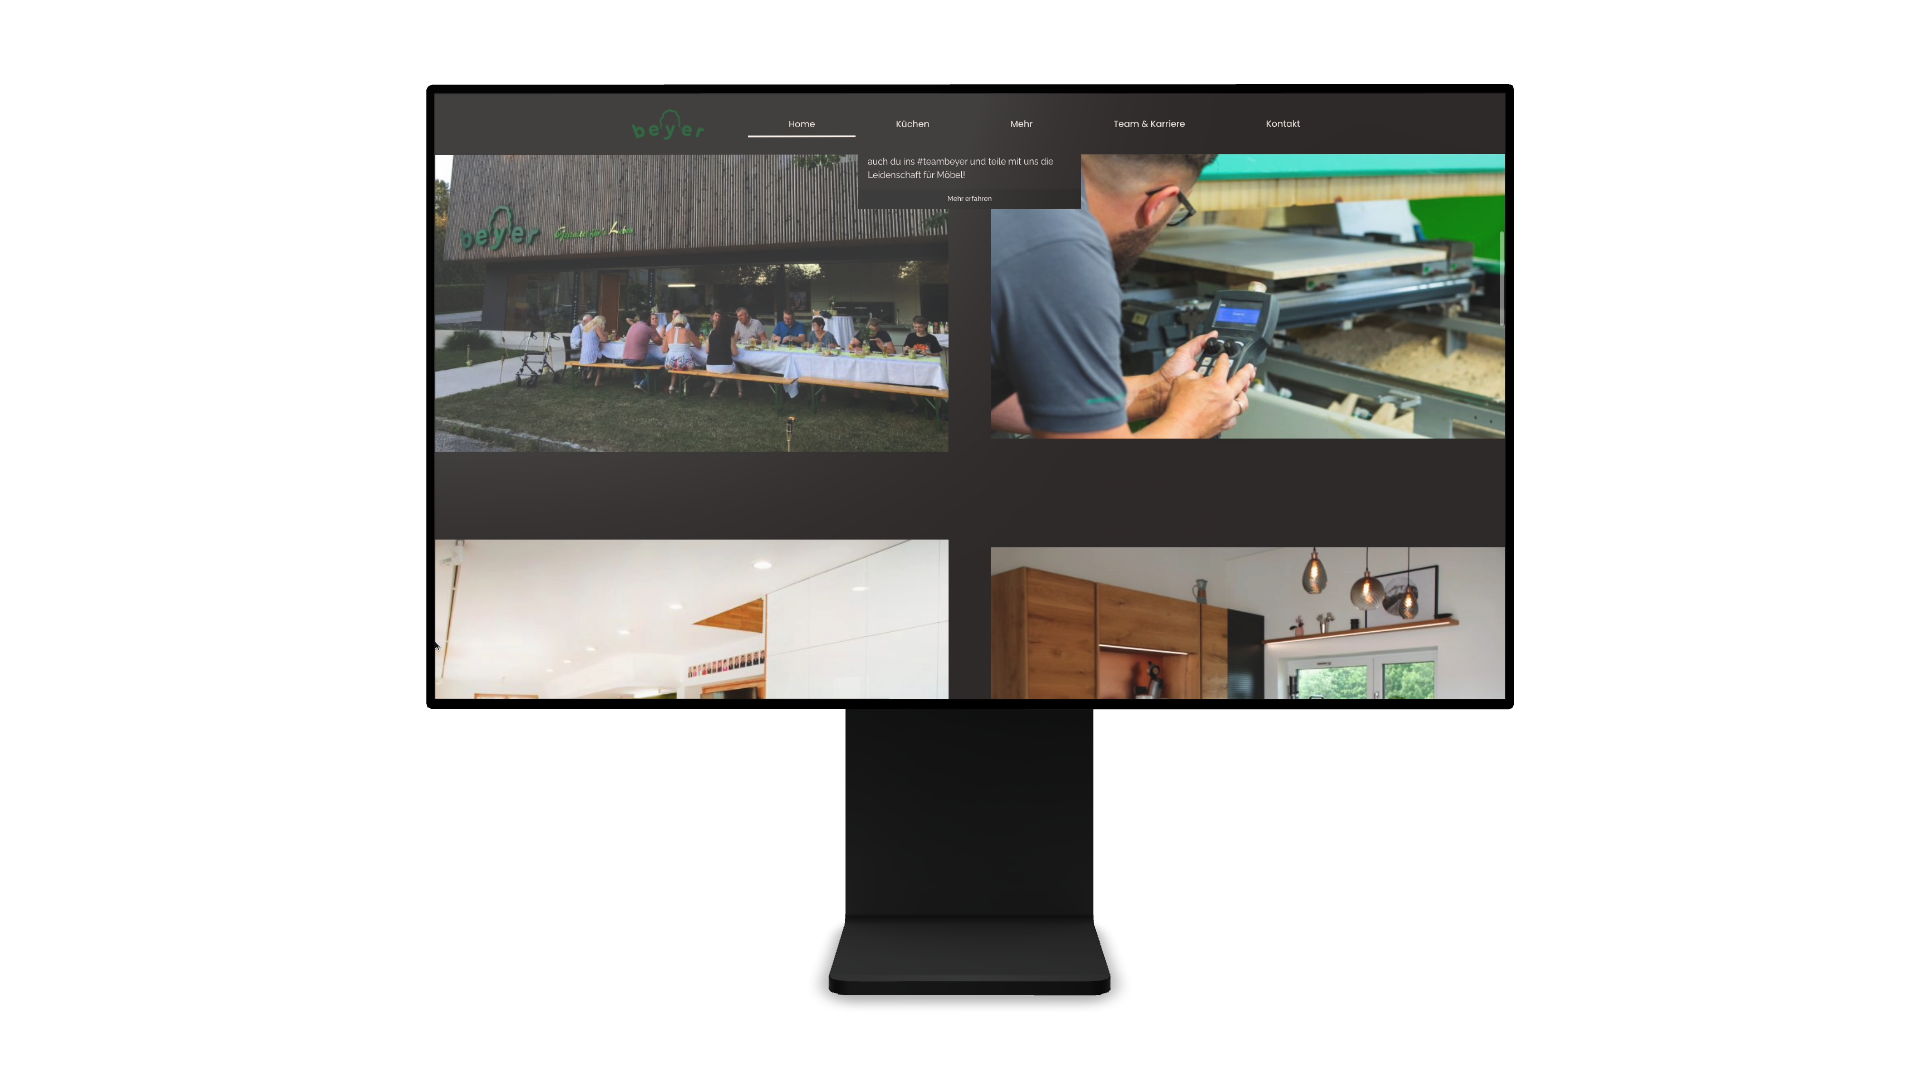 beyer
Home
Küchen
Mehr
Team & Karriere
Kontakt
auch du ins #teambeyer und teile mit uns die
Leidenschaft für Möbel!
Mehr erfahren
beyer